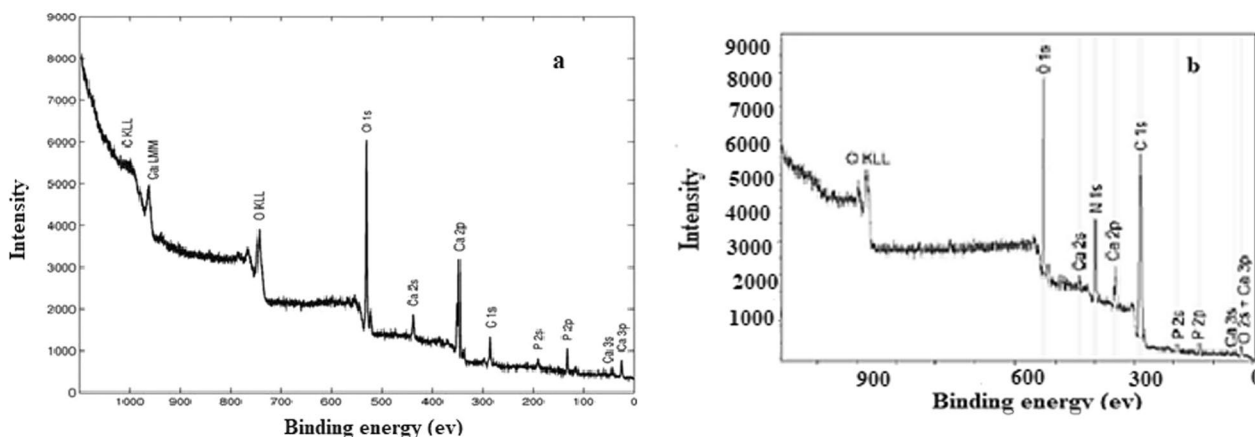 a
9000
8000
7000
6000
5000
4000
3000
2000
1000
0
Intensity
C KLL
Ca LMM
O KLL
O 1s
Ca 2s
Ca 2p
C 1s
P 2s
P 2p
Ca 3s
Ca 3p
1000 900 800 700 600 500 400 300 200 100 0
Binding energy (ev)
b
9000
8000
7000
6000
5000
4000
3000
2000
1000
Intensity
O KLL
O 1s
Ca 2s
N 1s
Ca 2p
C 1s
P 2s
P 2p
Ca 3s
O 2s + Ca 3p
900 600 300 0
Binding energy (ev)